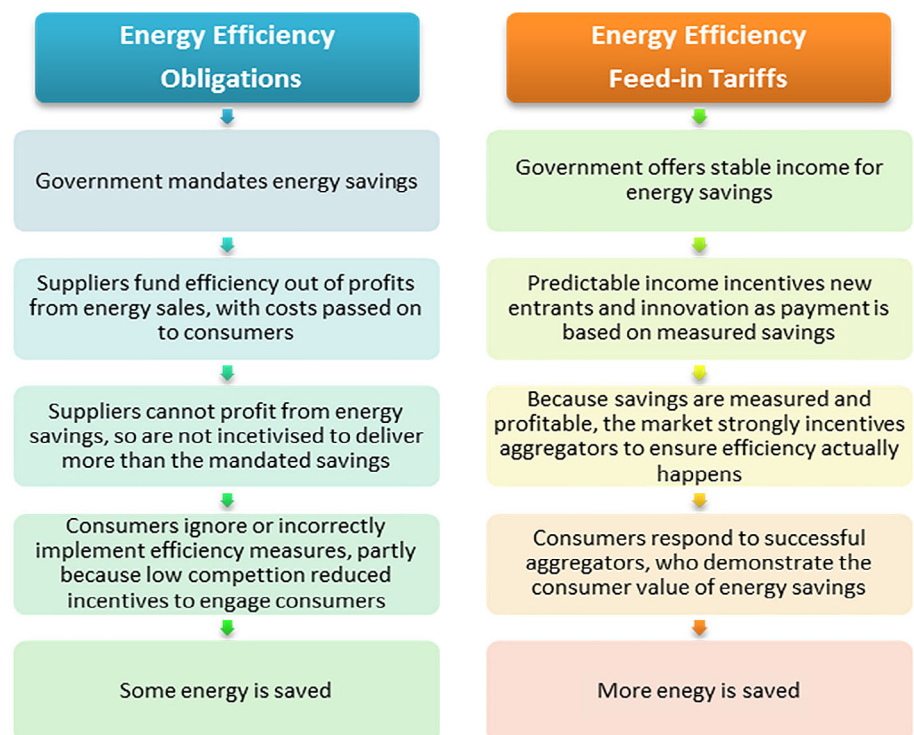 Energy Efficiency
Obligations
Government mandates energy savings
Suppliers fund efficiency out of profits
from energy sales, with costs passed on
to consumers
Suppliers cannot profit from energy
savings, so are not incetivised to deliver
more than the mandated savings
Consumers ignore or incorrectly
implement efficiency measures, partly
because low compettion reduced
incentives to engage consumers
Some energy is saved
Energy Efficiency
Feed-in Tariffs
Government offers stable income for
energy savings
Predictable income incentives new
entrants and innovation as payment is
based on measured savings
Because savings are measured and
profitable, the market strongly incentives
aggregators to ensure efficiency actually
happens
Consumers respond to successful
aggregators, who demonstrate the
consumer value of energy savings
More enegy is saved